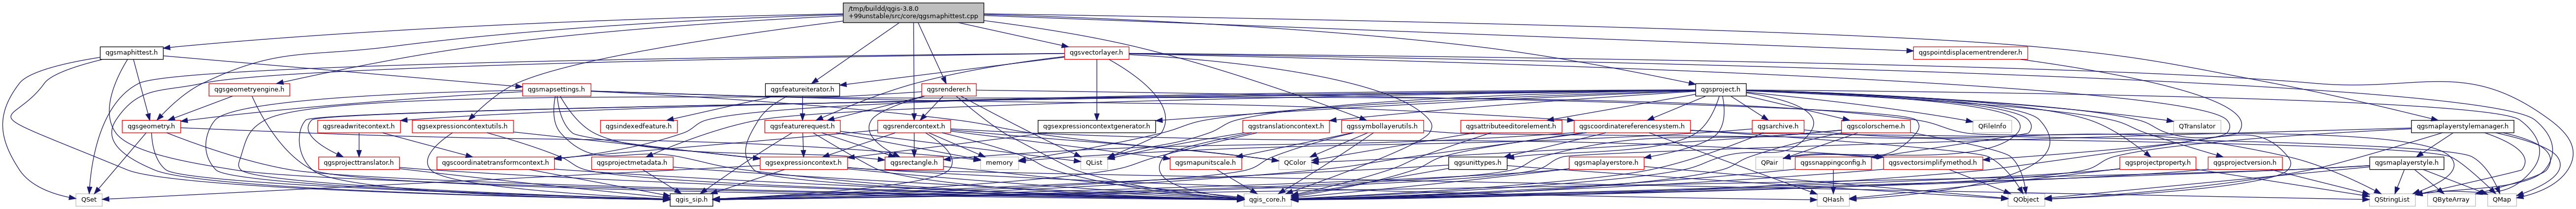 /tmp/buildd/qgis-3.8.0
+99unstable/src/core/qgsmaphittest.cpp
qgsmaphittest.h
qgsvectorlayer.h
qgspointdisplacementrenderer.h
qgsgeometryengine.h
qgsmapsettings.h
qgsfeatureiterator.h
qgsrenderer.h
qgsproject.h
qgsgeometry.h
qgsreadwritecontext.h
qgsexpressioncontextutils.h
qgsindexedfeature.h
qgsfeaturerequest.h
qgsrendercontext.h
qgsexpressioncontextgenerator.h
qgstranslationcontext.h
qgssymbollayerutils.h
qgsattributeeditorelement.h
qgscoordinatereferencesystem.h
qgsarchive.h
qgscolorscheme.h
QFileInfo
QTranslator
qgsmaplayerstylemanager.h
qgsprojecttranslator.h
qgscoordinatetransformcontext.h
qgsprojectmetadata.h
qgsexpressioncontext.h
qgsrectangle.h
memory
QList
qgsmapunitscale.h
QColor
qgsunittypes.h
qgsmaplayerstore.h
QPair
qgssnappingconfig.h
qgsvectorsimplifymethod.h
qgsprojectproperty.h
qgsprojectversion.h
qgsmaplayerstyle.h
QSet
qgis_sip.h
qgis_core.h
QHash
QObject
QStringList
QByteArray
QMap